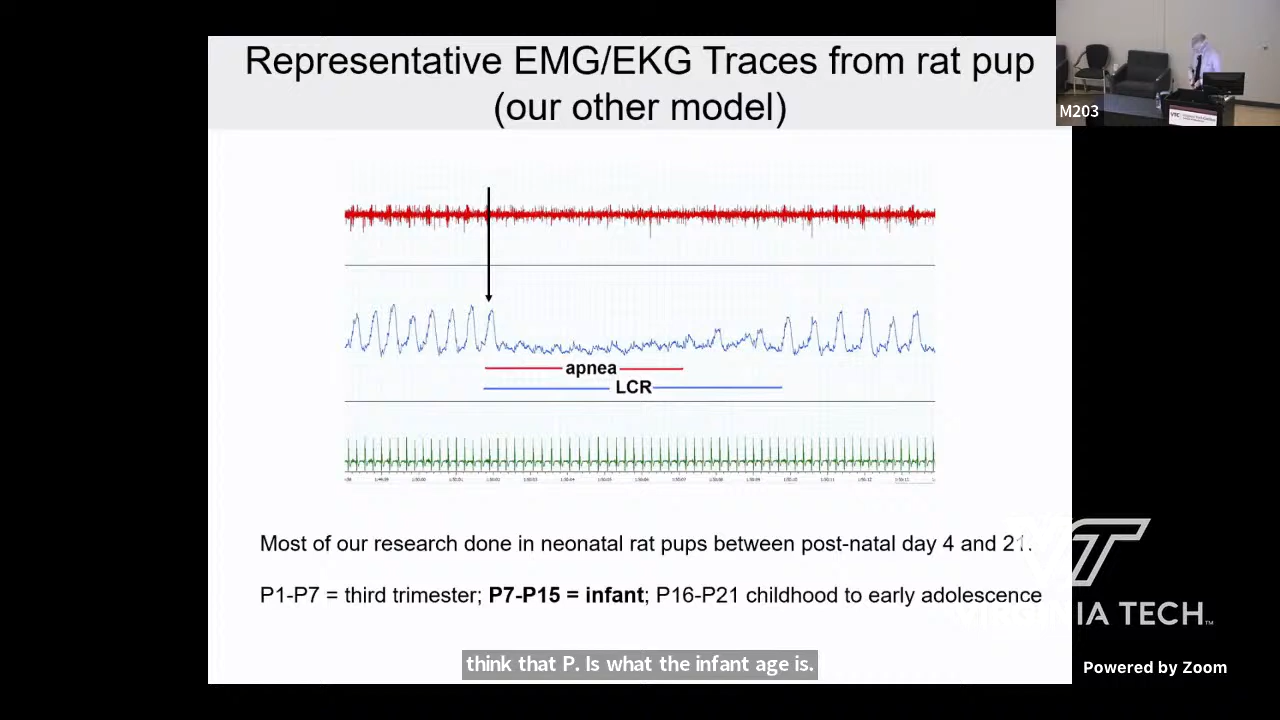 Representative EMG/EKG Traces from rat pup
(our other model)
M203
apnea
LCR
Most of our research done in neonatal rat pups between post-natal day 4 and 21.
P1-P7 = third trimester; P7-P15 = infant; P16-P21 childhood to early adolescence
VIRGINIA TECH™
think that P. Is what the infant age is.
Powered by Zoom